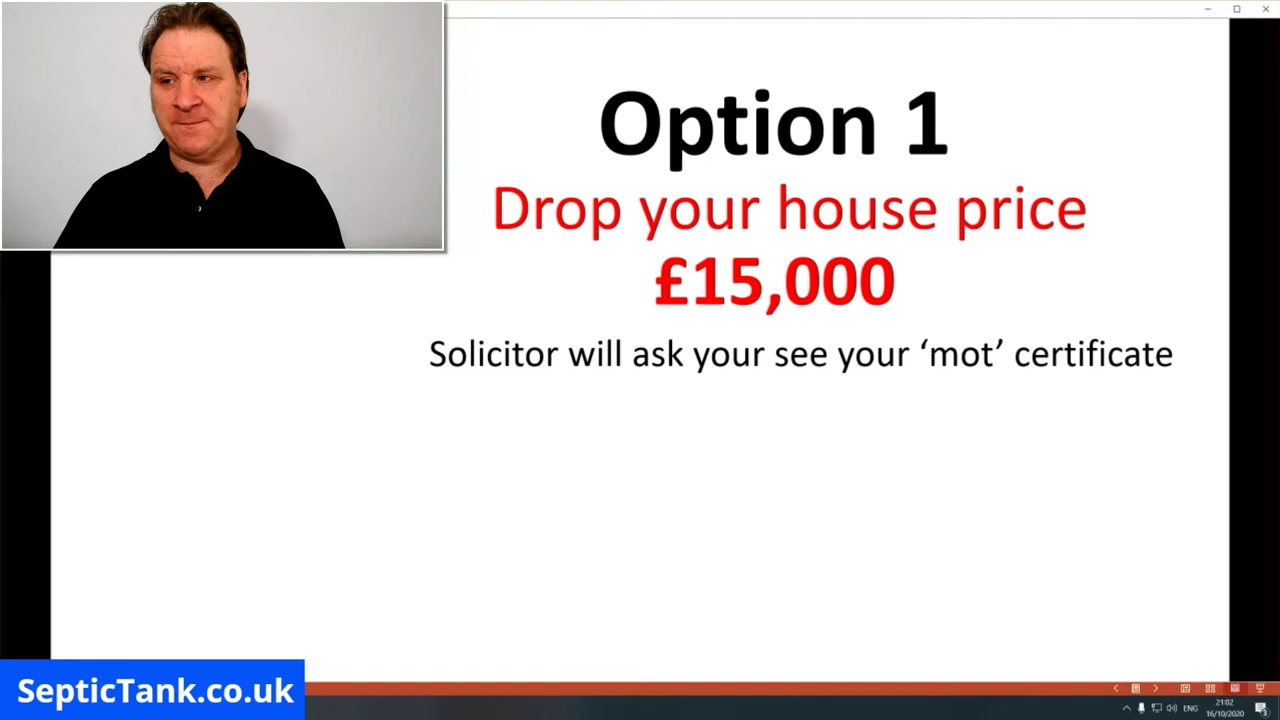 Option 1
Drop your house price
£15,000
Solicitor will ask your see your ‘mot’ certificate
SepticTank.co.uk
ENG
21:02
16/10/2020